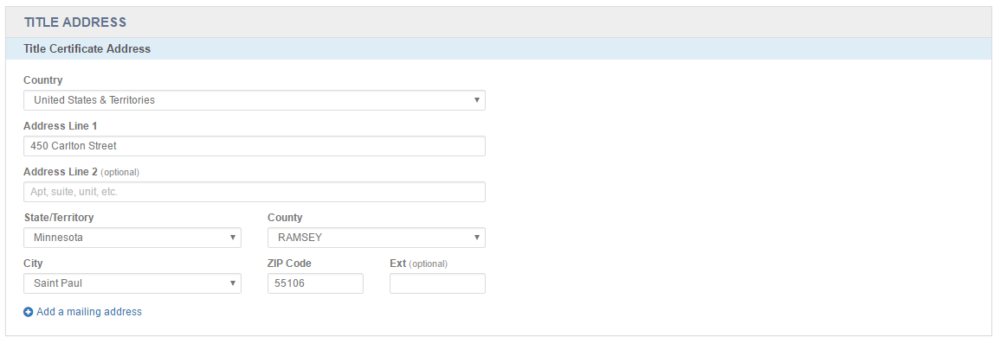 TITLE ADDRESS
Title Certificate Address
Country
United States & Territories
Address Line 1
450 Carlton Street
Address Line 2 (optional)
Apt, suite, unit, etc.
State/Territory County
Minnesota RAMSEY
City ZIP Code Ext (optional)
Saint Paul 55106
Add a mailing address